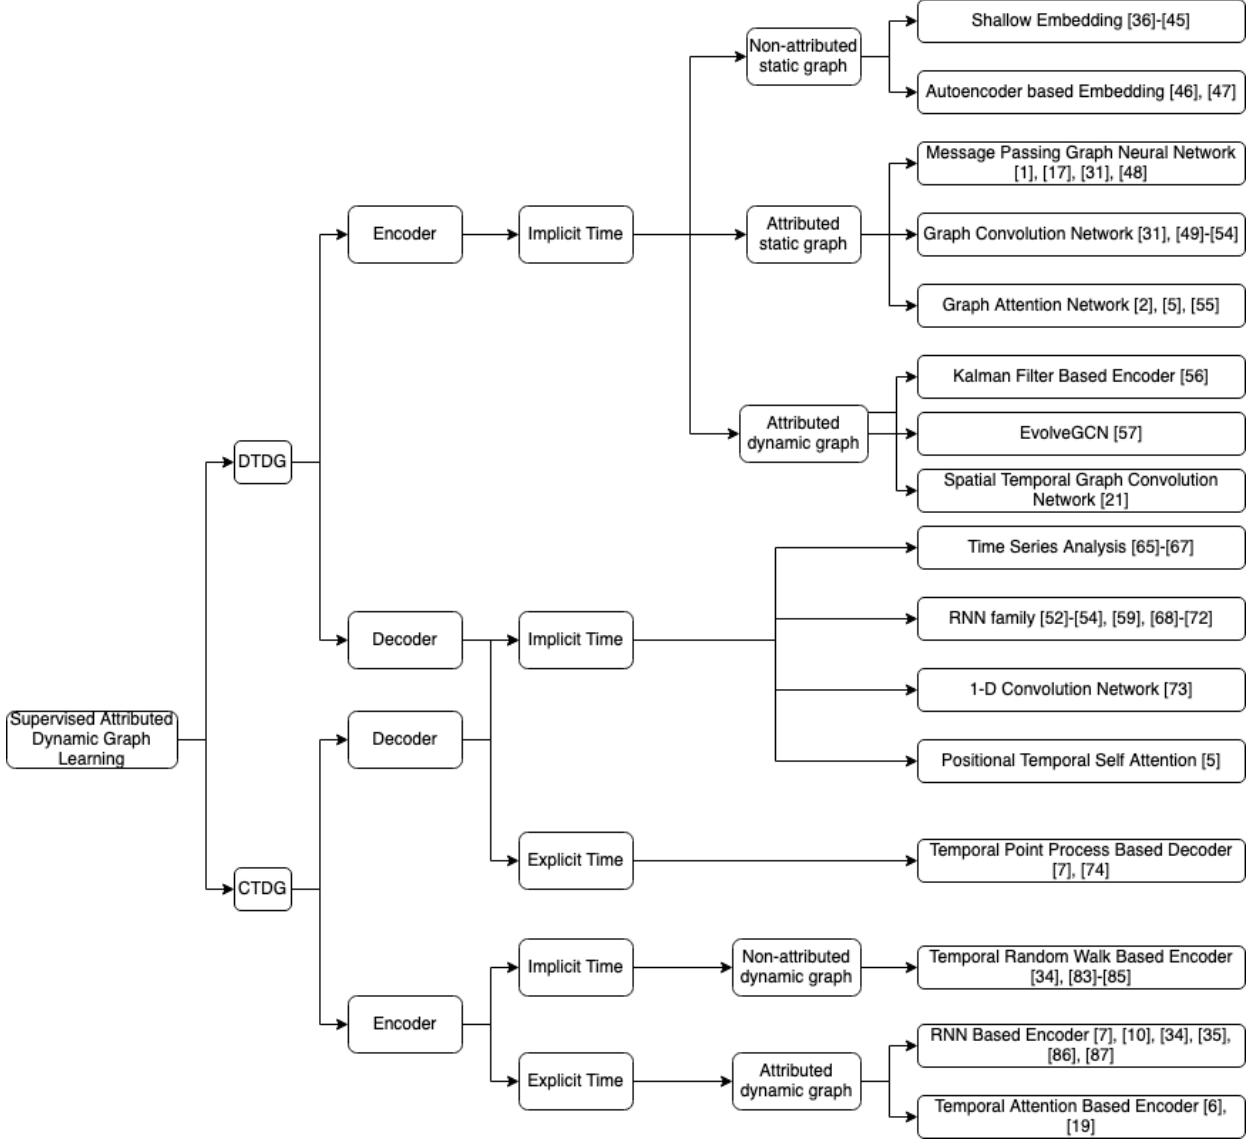 Shallow Embedding [36]-[45]
Non-attributed
static graph
Autoencoder based Embedding [46], [47]
Message Passing Graph Neural Network
[1], [17], [31], [48]
Encoder
Implicit Time
Attributed
static graph
Graph Convolution Network [31], [49]-[54]
Graph Attention Network [2], [5], [55]
Kalman Filter Based Encoder [56]
Attributed
dynamic graph
EvolveGCN [57]
DTDG
Spatial Temporal Graph Convolution
Network [21]
Time Series Analysis [65]-[67]
RNN family [52]-[54], [59], [68]-[72]
Decoder
Implicit Time
1-D Convolution Network [73]
Supervised Attributed
Dynamic Graph
Learning
Decoder
Positional Temporal Self Attention [5]
Explicit Time
Temporal Point Process Based Decoder
[7], [74]
CTDG
Implicit Time
Non-attributed
dynamic graph
Temporal Random Walk Based Encoder
[34], [83]-[85]
Encoder
RNN Based Encoder [7], [10], [34], [35],
[86], [87]
Explicit Time
Attributed
dynamic graph
Temporal Attention Based Encoder [6],
[19]